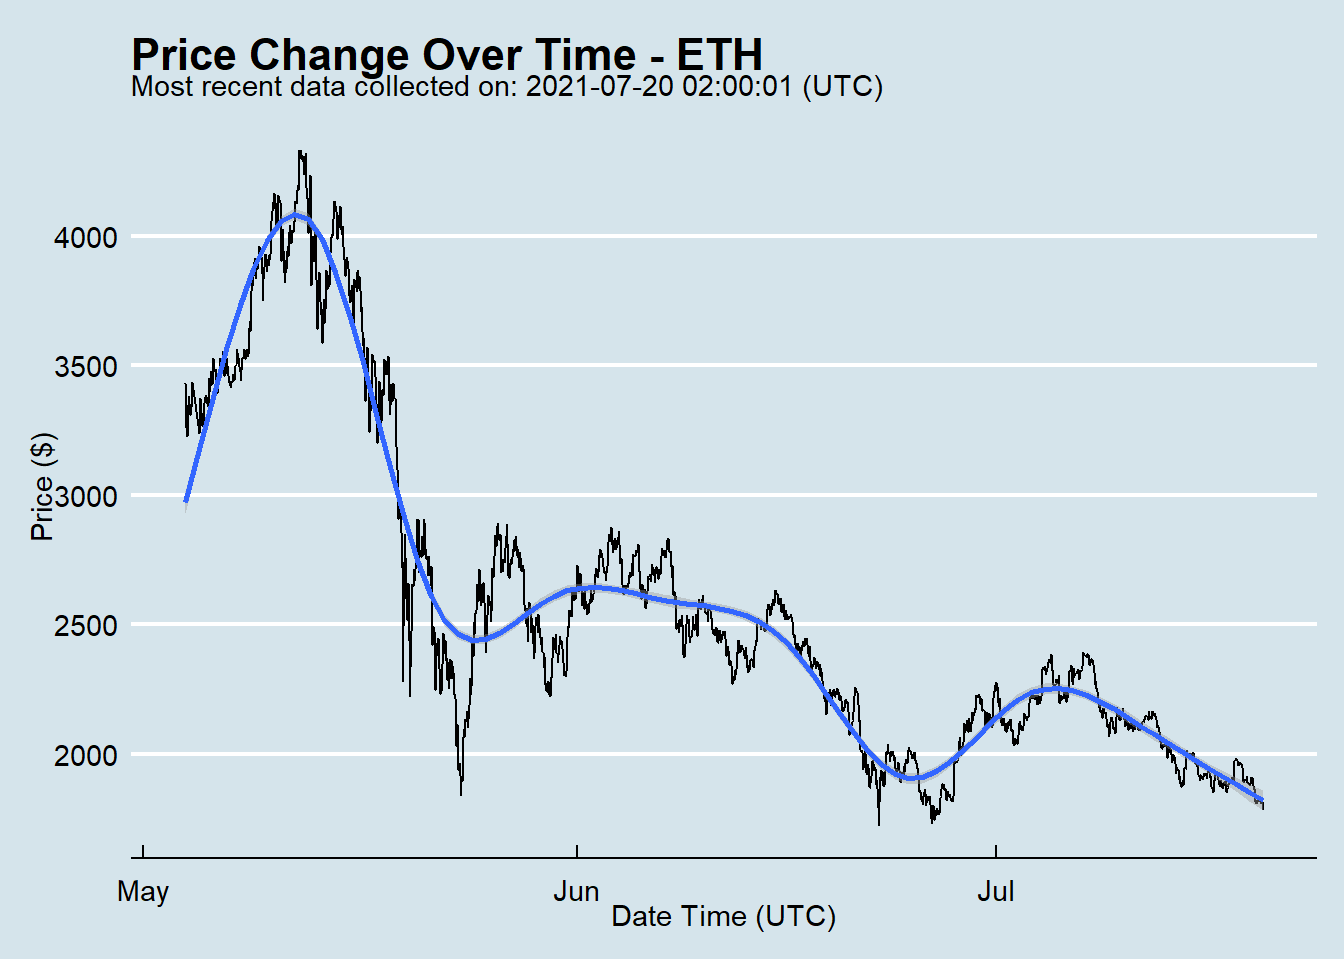 Price Change Over Time - ETH
Most recent data collected on: 2021-07-20 02:00:01 (UTC)
4000
3500
3000
2500
2000
Price ($)
May
Jun
Jul
Date Time (UTC)